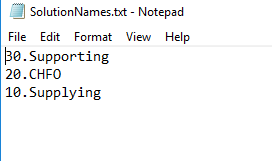 SolutionNames.txt - Notepad
File Edit Format View Help
30.Supporting
20.CHFO
10.Supplying